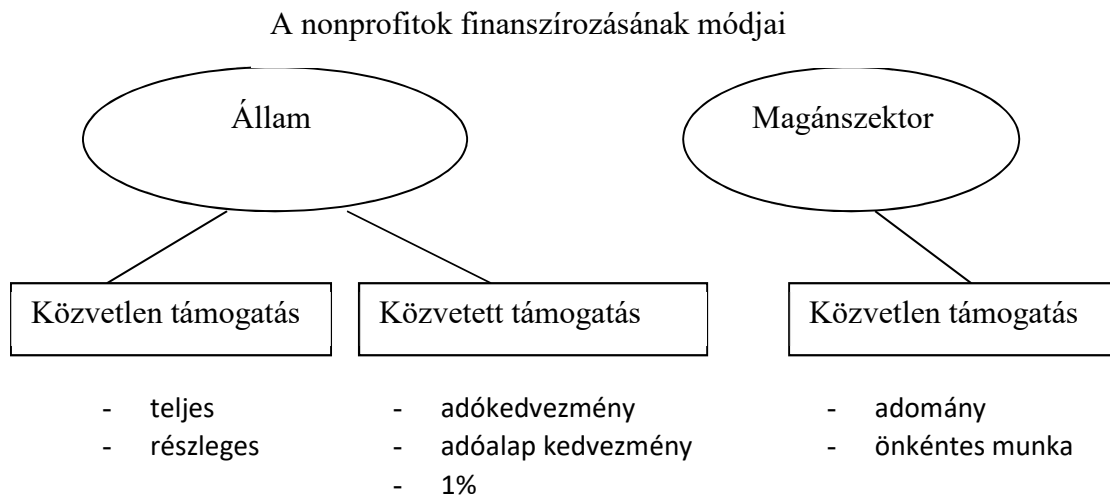 A nonprofitok finanszírozásának módjai
Állam
Magánszektor
Közvetlen támogatás
Közvetett támogatás
Közvetlen támogatás
- teljes
- részleges
- adókedvezmény
- adóalap kedvezmény
- 1%
- adomány
- önkéntes munka